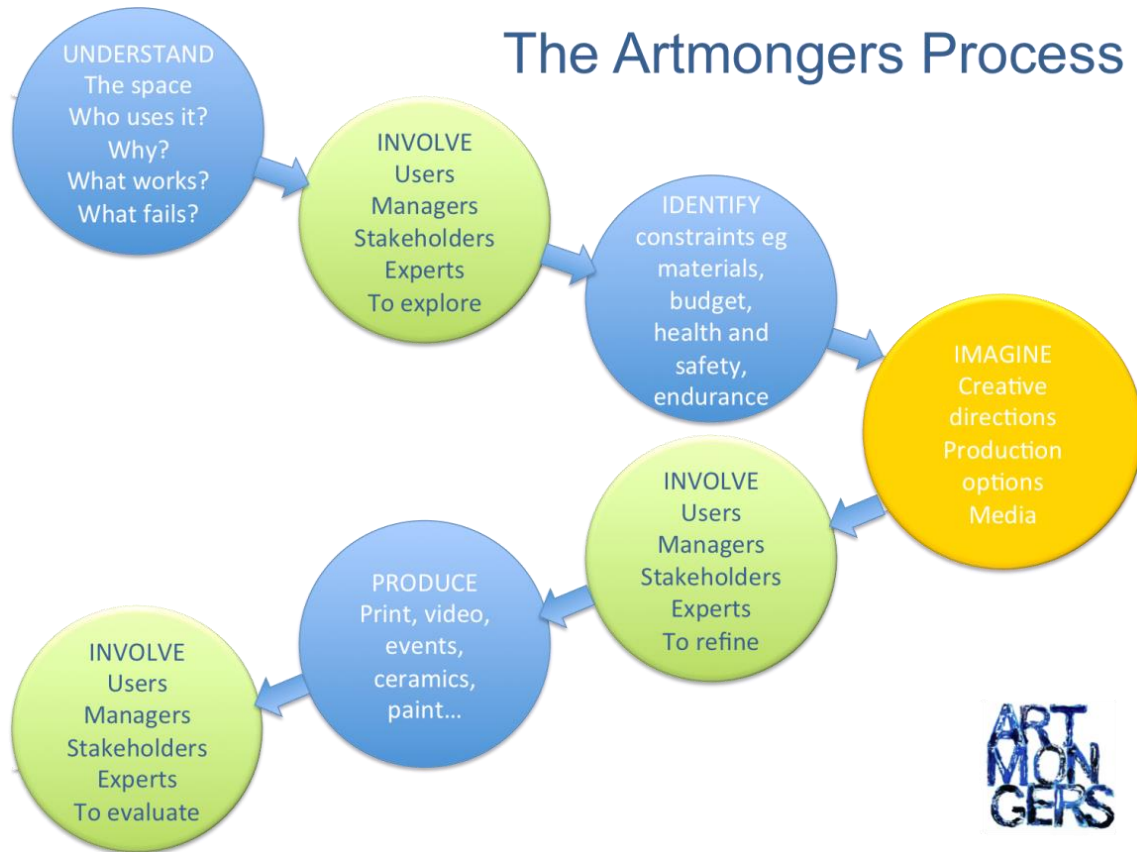 The Artmongers Process
UNDERSTAND
The space
Who uses it?
Why?
What works?
What fails?
INVOLVE
Users
Managers
Stakeholders
Experts
To explore
IDENTIFY
constraints eg
materials,
budget,
health and
safety,
endurance
IMAGINE
Creative
directions
Production
options
Media
INVOLVE
Users
Managers
Stakeholders
Experts
To refine
PRODUCE
Print, video,
events,
ceramics,
paint...
INVOLVE
Users
Managers
Stakeholders
Experts
To evaluate
ART
MON
GERS